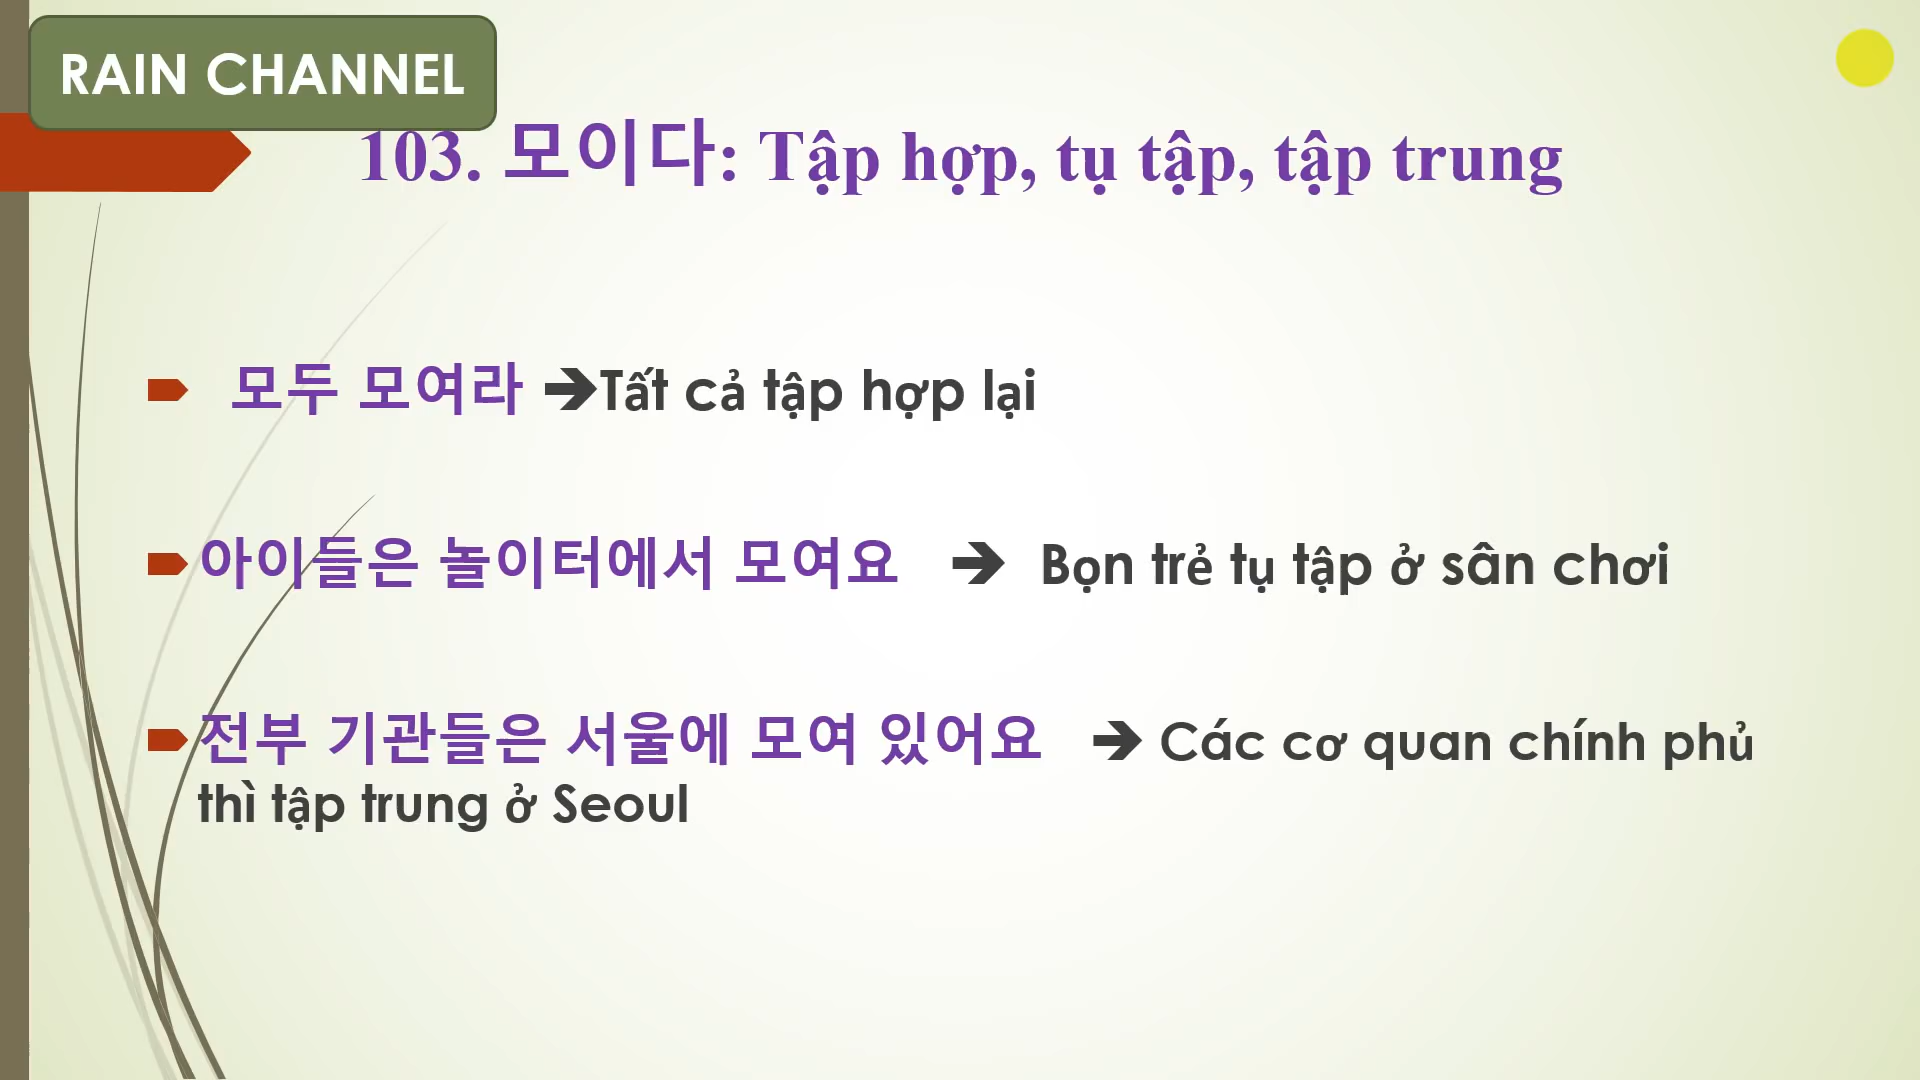 RAIN CHANNEL
103. 모이다: Tập hợp, tụ tập, tập trung
모두 모여라 ➔Tất cả tập hợp lại
아이들은 놀이터에서 모여요 ➔ Bọn trẻ tụ tập ở sân chơi
전부 기관들은 서울에 모여 있어요 ➔ Các cơ quan chính phủ
thì tập trung ở Seoul